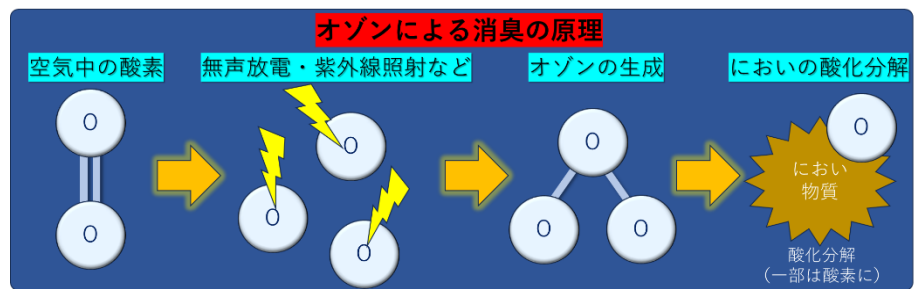 オゾンによる消臭の原理
空気中の酸素
無声放電・紫外線照射など
オゾンの生成
においの酸化分解
O
O
O
O
O
O
O
O
O
におい
物質
酸化分解
（一部は酸素に）